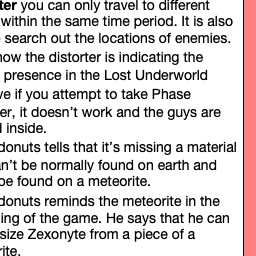 ter you can only travel to different
within the same time period. It is also
search out the locations of enemies.
now the distorter is indicating the
presence in the Lost Underworld
ve if you attempt to take Phase
er, it doesn't work and the guys are
inside.
donuts tells that it's missing a material
an't be normally found on earth and
be found on a meteorite.
donuts reminds the meteorite in the
ing of the game. He says that he can
size Zexonyte from a piece of a
rite.